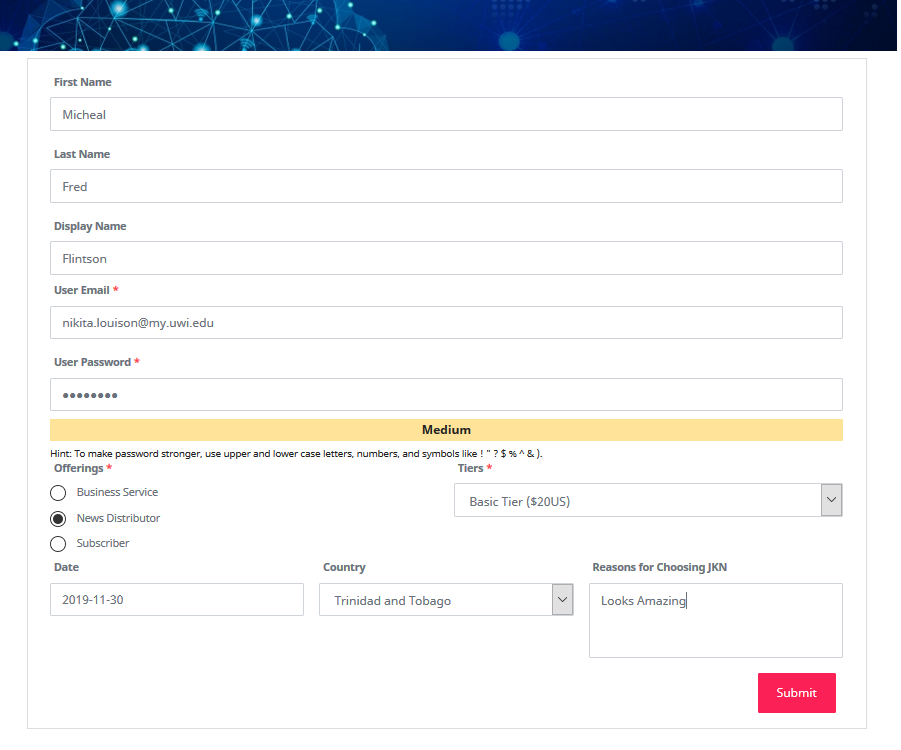 First Name
Micheal
Last Name
Fred
Display Name
Flintson
User Email *
nikita.louison@my.uwi.edu
User Password *
••••••••
Medium
Hint: To make password stronger, use upper and lower case letters, numbers, and symbols like ! " ? $ % ^ & ).
Offerings * Tiers *
Business Service
Basic Tier ($20US)
News Distributor
Subscriber
Date Country Reasons for Choosing JKN
2019-11-30 Trinidad and Tobago Looks Amazing
Submit